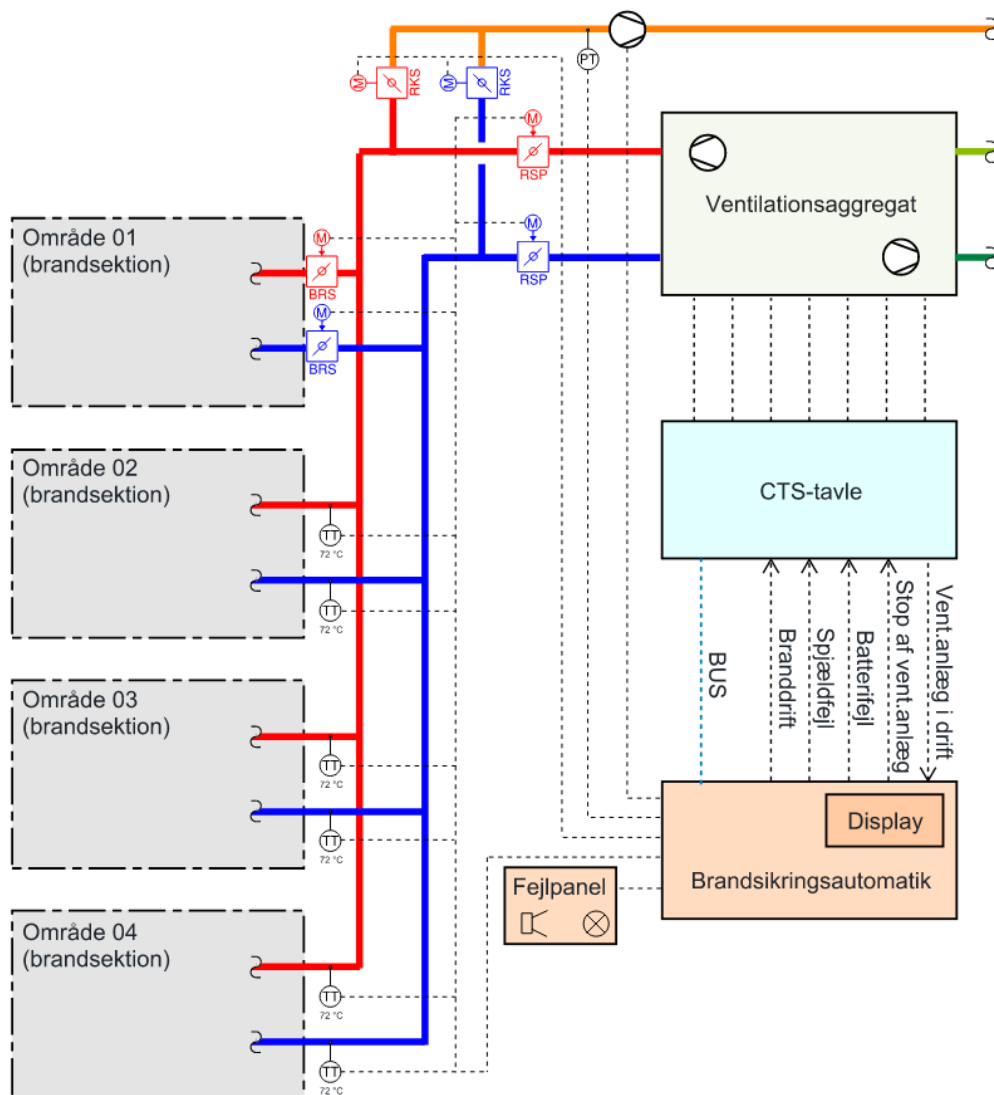 PT
M
RKS
M
RKS
M
RSP
Ventilationsaggregat
M
RSP
Område 01
(brandsektion)
M
BRS
M
BRS
Område 02
(brandsektion)
TT
72 °C
TT
72 °C
CTS-tavle
BUS
Branddrift
Spjældfejl
Batterifejl
Stop af vent.anlæg
Vent.anlæg i drift
Område 03
(brandsektion)
TT
72 °C
TT
72 °C
Display
Brandsikringsautomatik
Fejlpanel
Område 04
(brandsektion)
TT
72 °C
TT
72 °C